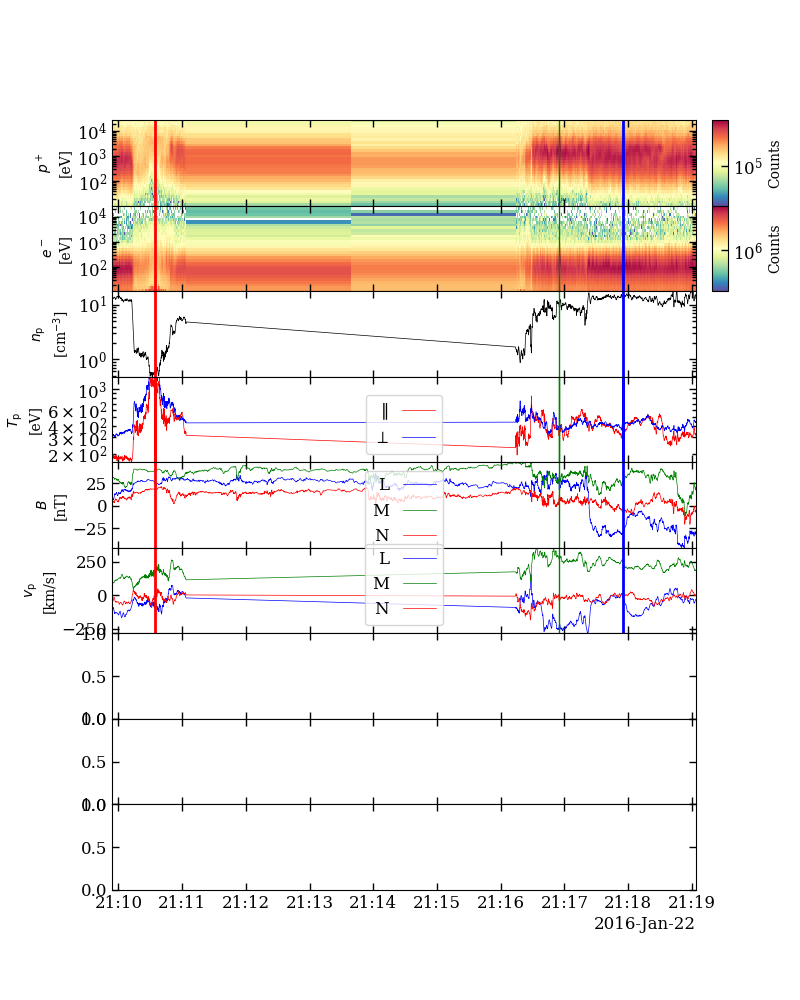 10⁴
10³
10²
p⁺
[eV]
10⁵
Counts
10⁴
10³
10²
e⁻
[eV]
10⁶
Counts
10¹
10⁰
nₚ
[cm⁻³]
10³
6 × 10²
4 × 10²
3 × 10²
2 × 10²
Tₚ
[eV]
∥
⊥
25
0
−25
B
[nT]
L
M
N
250
0
−250
vₚ
[km/s]
L
M
N
1.0
0.5
0.0
1.0
0.5
0.0
1.0
0.5
0.0
21:10 21:11 21:12 21:13 21:14 21:15 21:16 21:17 21:18 21:19
2016-Jan-22